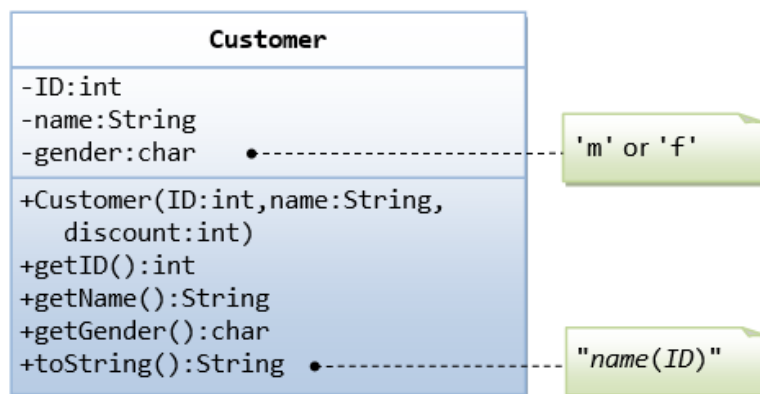 Customer
-ID:int
-name:String
-gender:char
'm' or 'f'
+Customer(ID:int,name:String,
discount:int)
+getID():int
+getName():String
+getGender():char
+toString():String
"name(ID)"